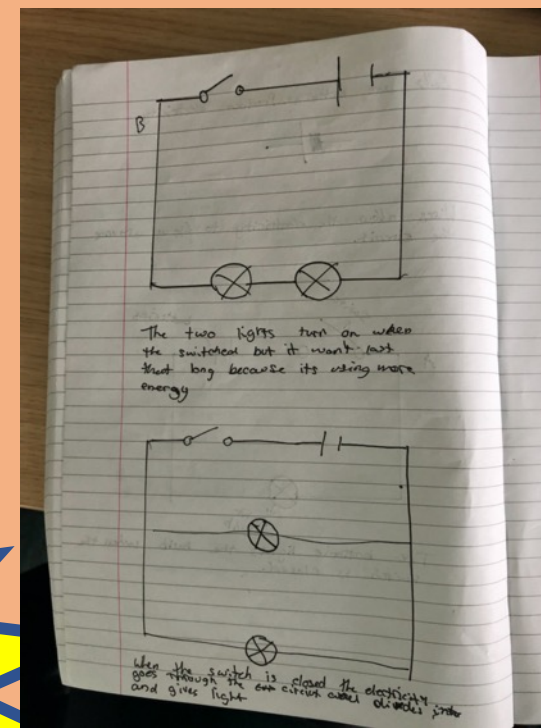 B
The two lights turn on when
the switched but it wont last
that long because its using more
energy
When the switch is closed the electricity
goes through the circuit and divides into
and gives light